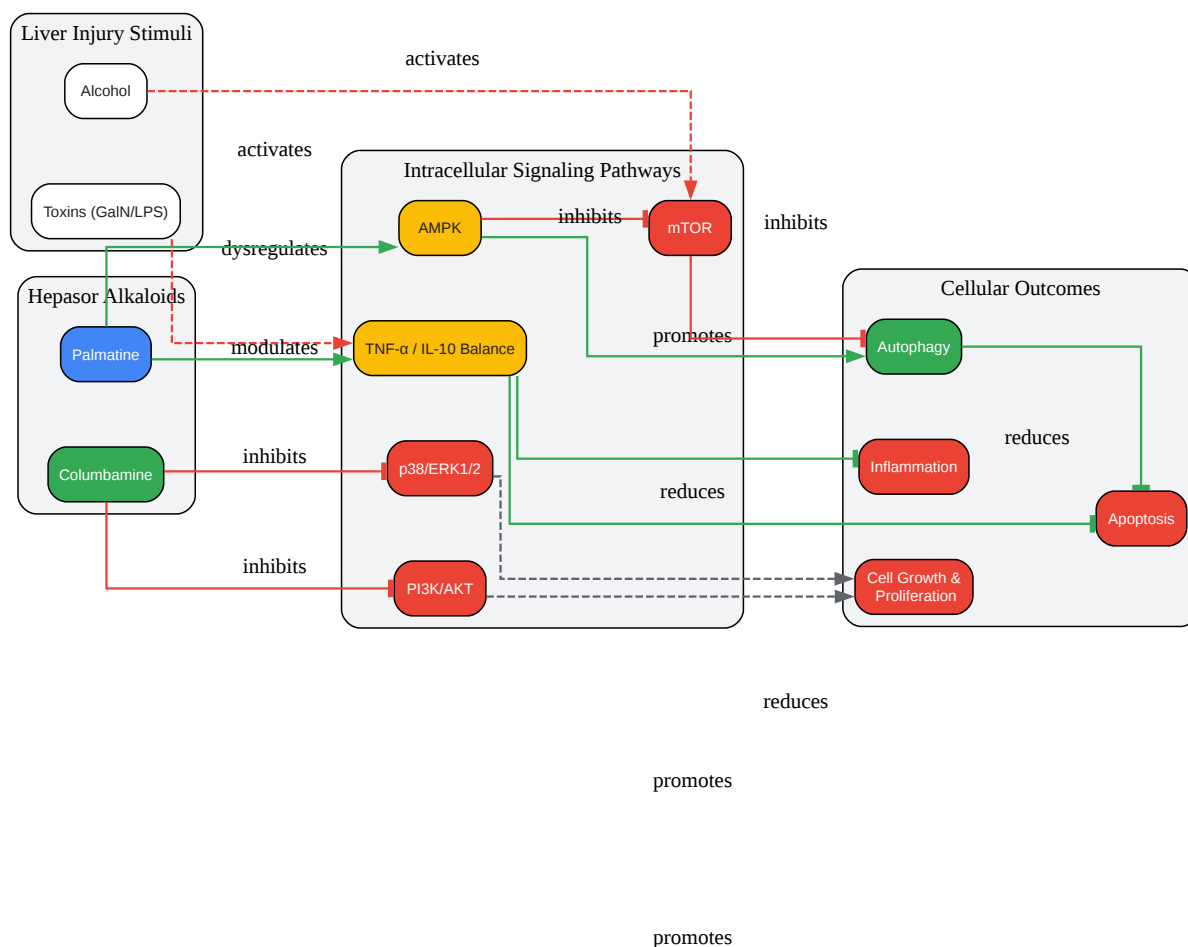 Liver Injury Stimuli
Alcohol
activates
activates
Toxins (GalN/LPS)
dysregulates
Intracellular Signaling Pathways
AMPK
inhibits
mTOR
inhibits
Hepasor Alkaloids
Palmatine
modulates
TNF-α / IL-10 Balance
promotes
Cellular Outcomes
Autophagy
Columbamine
inhibits
p38/ERK1/2
reduces
Inflammation
reduces
Apoptosis
inhibits
PI3K/AKT
Cell Growth &
Proliferation
reduces
promotes
promotes